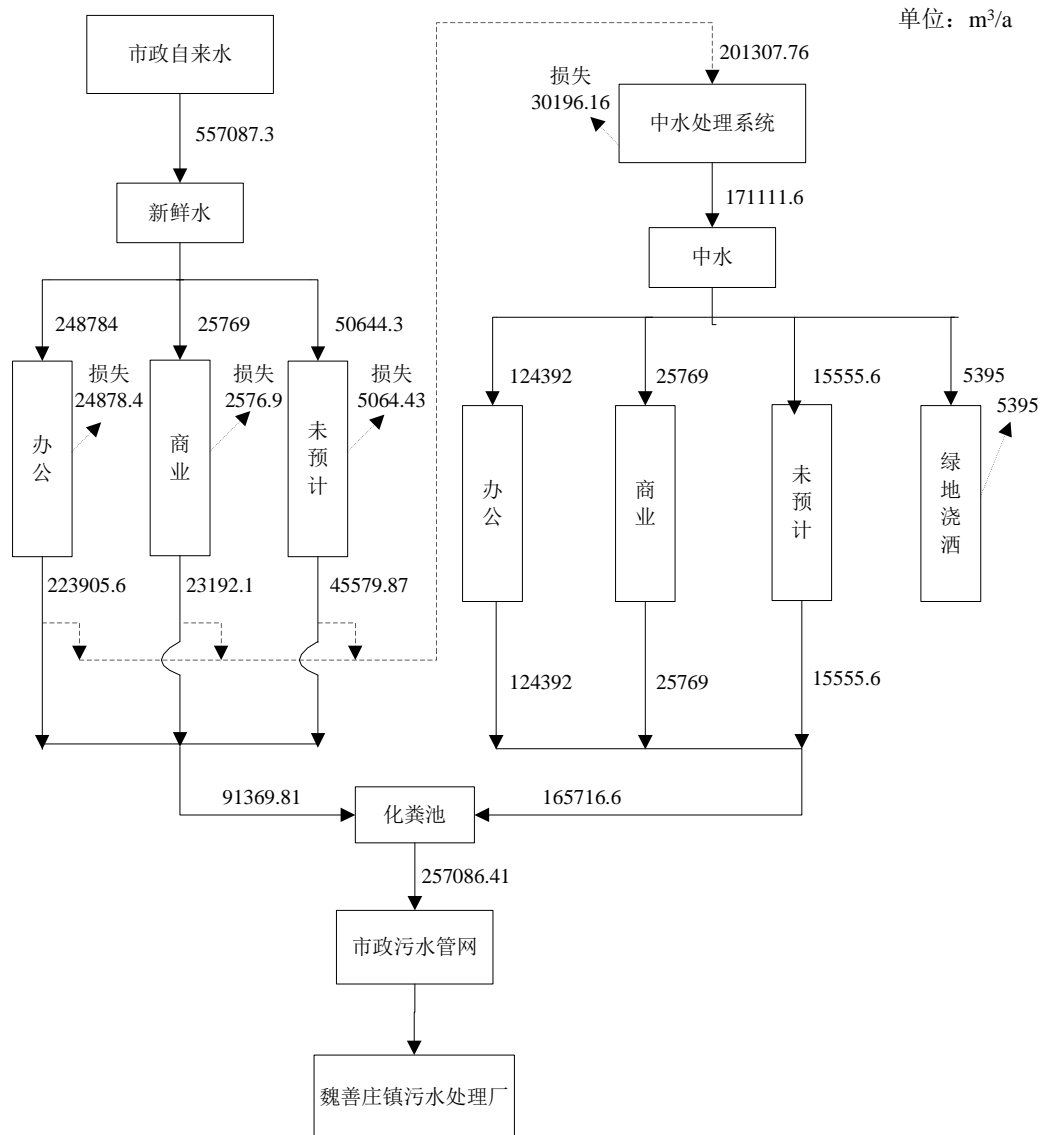 单位：m³/a
市政自来水
201307.76
损失
30196.16
中水处理系统
557087.3
171111.6
新鲜水
中水
248784
25769
50644.3
损失
24878.4
损失
2576.9
损失
5064.43
124392
25769
15555.6
5395
5395
办公
商业
未预计
办公
商业
未预计
绿地浇洒
223905.6
23192.1
45579.87
124392
25769
15555.6
91369.81
化粪池
165716.6
257086.41
市政污水管网
魏善庄镇污水处理厂